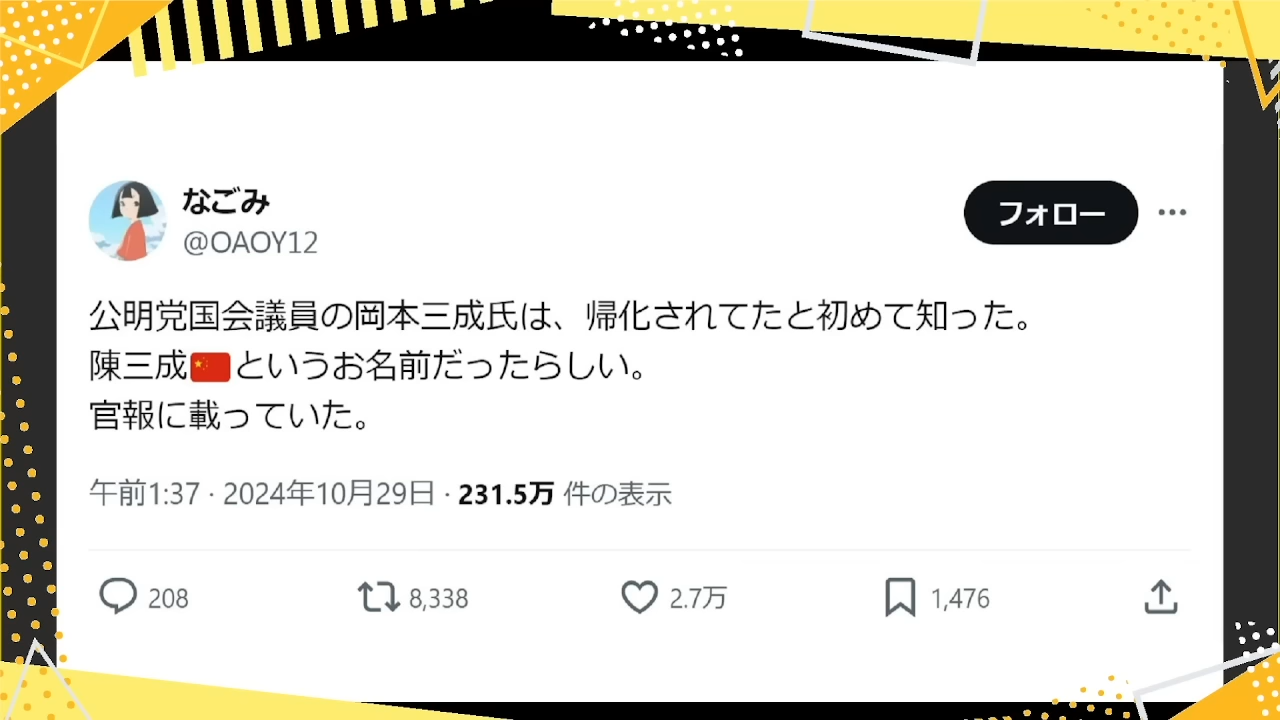 なごみ
@OAOY12
フォロー
公明党国会議員の岡本三成氏は、帰化されてたと初めて知った。
陳三成🇨🇳というお名前だったらしい。
官報に載っていた。
午前1:37 · 2024年10月29日 · 231.5万 件の表示
208 8,338 2.7万 1,476